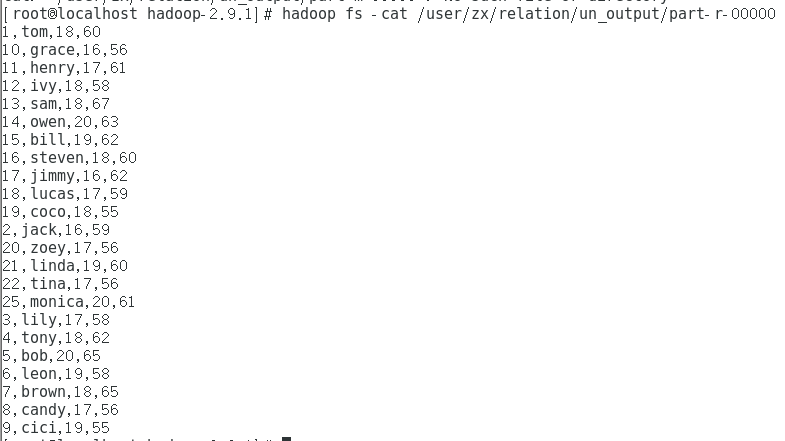 [root@localhost hadoop-2.9.1]# hadoop fs -cat /user/zx/relation/un_output/part-r-00000
1,tom,18,60
10,grace,16,56
11,henry,17,61
12,ivy,18,58
13,sam,18,67
14,owen,20,63
15,bill,19,62
16,steven,18,60
17,jimmy,16,62
18,lucas,17,59
19,coco,18,55
2,jack,16,59
20,zoey,17,56
21,linda,19,60
22,tina,17,56
25,monica,20,61
3,lily,17,58
4,tony,18,62
5,bob,20,65
6,leon,19,58
7,brown,18,65
8,candy,17,56
9,cici,19,55